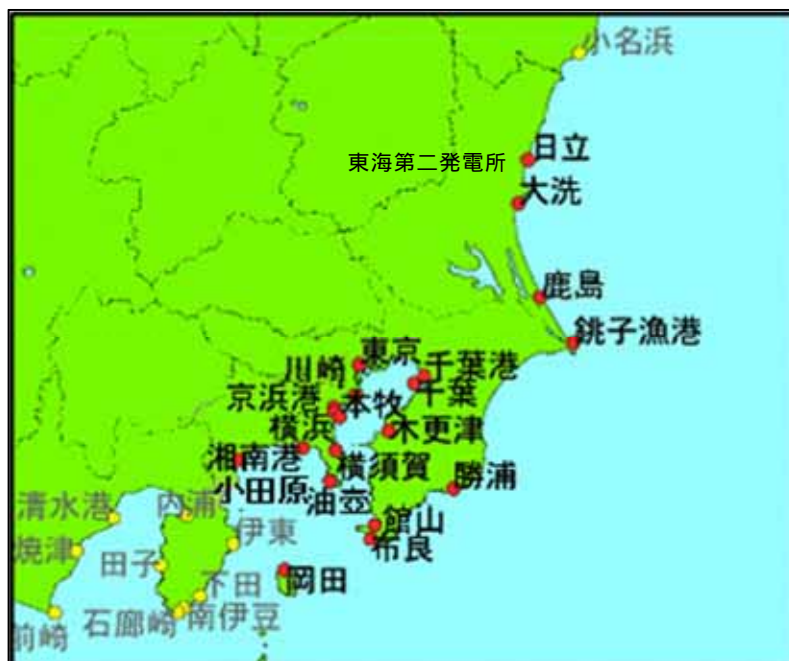 小名浜
日立
東海第二発電所
大洗
鹿島
銚子漁港
東京
川崎
千葉港
千葉
京浜港
本牧
横浜
木更津
湘南港
横須賀
小田原
油壺
勝浦
清水港
内浦
館山
伊東
布良
焼津
田子
岡田
下田
石廊崎
南伊豆
前崎